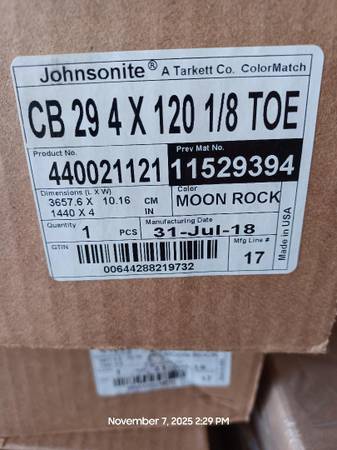 Johnsonite® A Tarkett Co. ColorMatch
CB 29 4 X 120 1/8 TOE
Product No. Prev Mat No.
440021121 11529394
Dimensions (L X W) Color
3657.6 X 10.16 CM MOON ROCK
1440 X 4 IN
Quantity Manufacturing Date
1 PCS 31-Jul-18
GTIN Mfg Line #
00644288219732 17
Made in USA
MOON ROCK
November 7, 2025 2:29 PM